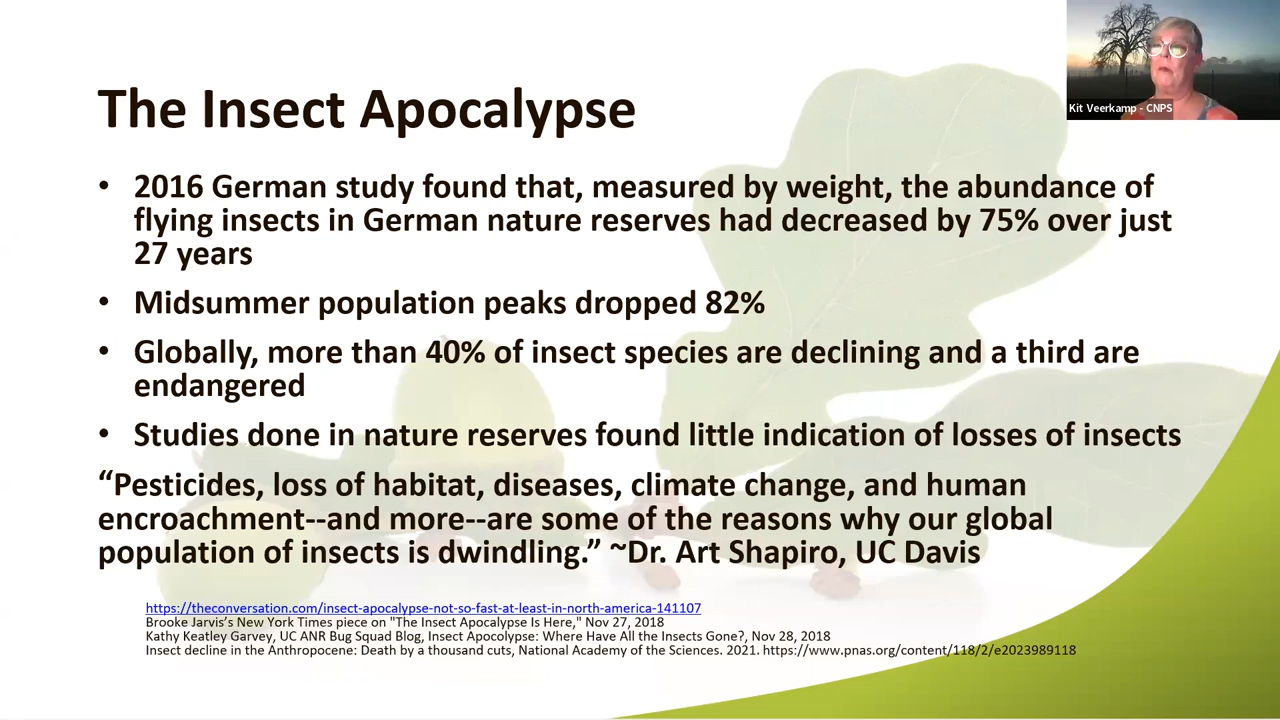 The Insect Apocalypse
Kit Veerkamp - CNPS
• 2016 German study found that, measured by weight, the abundance of
flying insects in German nature reserves had decreased by 75% over just
27 years
• Midsummer population peaks dropped 82%
• Globally, more than 40% of insect species are declining and a third are
endangered
• Studies done in nature reserves found little indication of losses of insects
“Pesticides, loss of habitat, diseases, climate change, and human
encroachment--and more--are some of the reasons why our global
population of insects is dwindling.” ~Dr. Art Shapiro, UC Davis
https://theconversation.com/insect-apocalypse-not-so-fast-at-least-in-north-america-141107
Brooke Jarvis’s New York Times piece on "The Insect Apocalypse Is Here," Nov 27, 2018
Kathy Keatley Garvey, UC ANR Bug Squad Blog, Insect Apocolypse: Where Have All the Insects Gone?, Nov 28, 2018
Insect decline in the Anthropocene: Death by a thousand cuts, National Academy of the Sciences. 2021. https://www.pnas.org/content/118/2/e2023989118